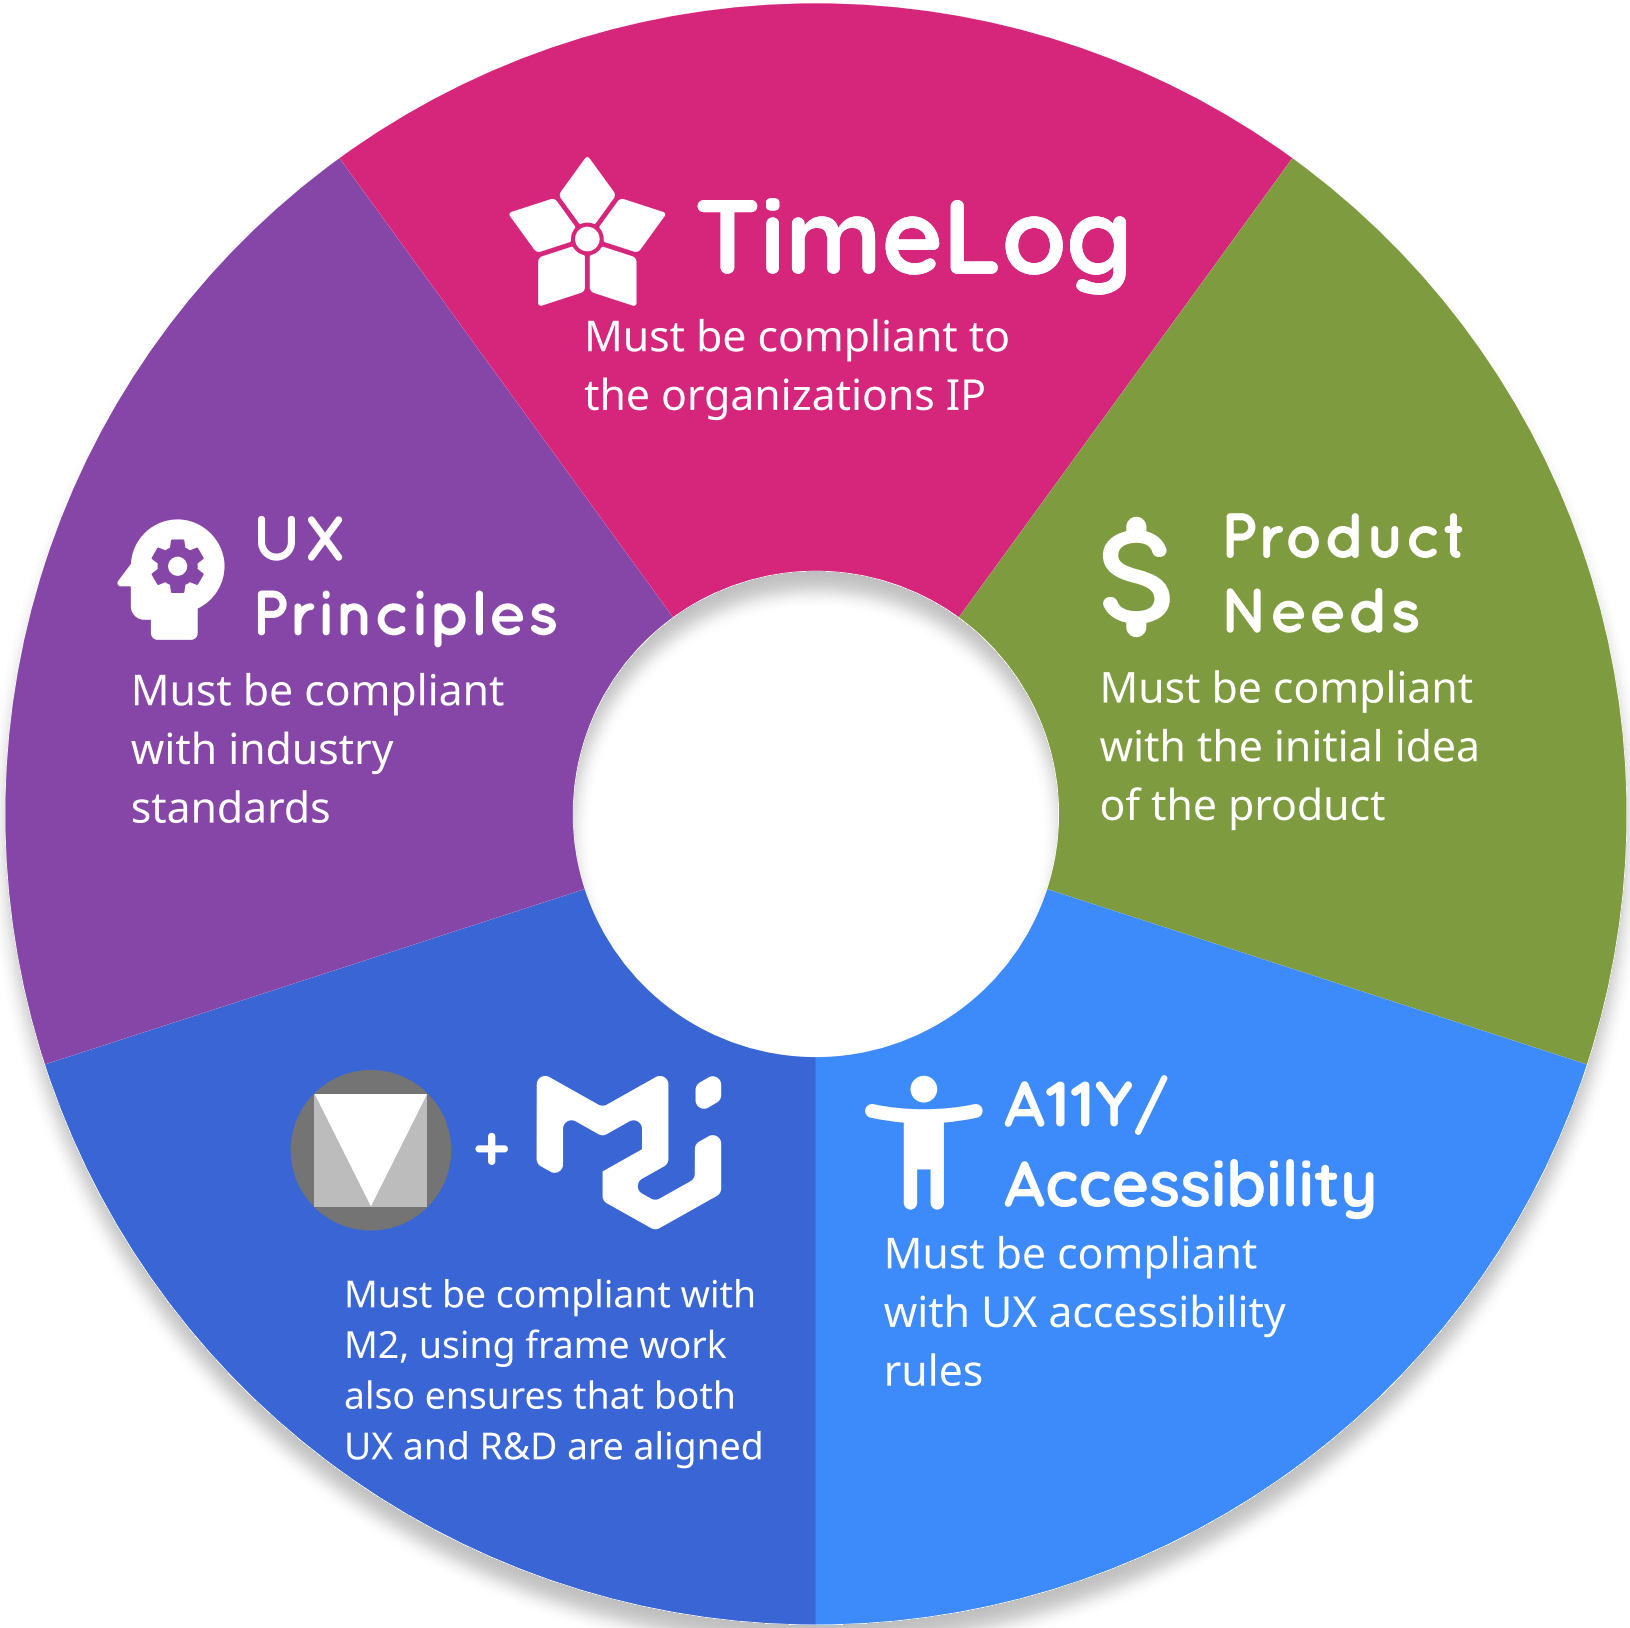 TimeLog
Must be compliant to
the organizations IP
UX
Principles
Must be compliant
with industry
standards
Product
Needs
Must be compliant
with the initial idea
of the product
+
Must be compliant with
M2, using frame work
also ensures that both
UX and R&D are aligned
A11Y/
Accessibility
Must be compliant
with UX accessibility
rules